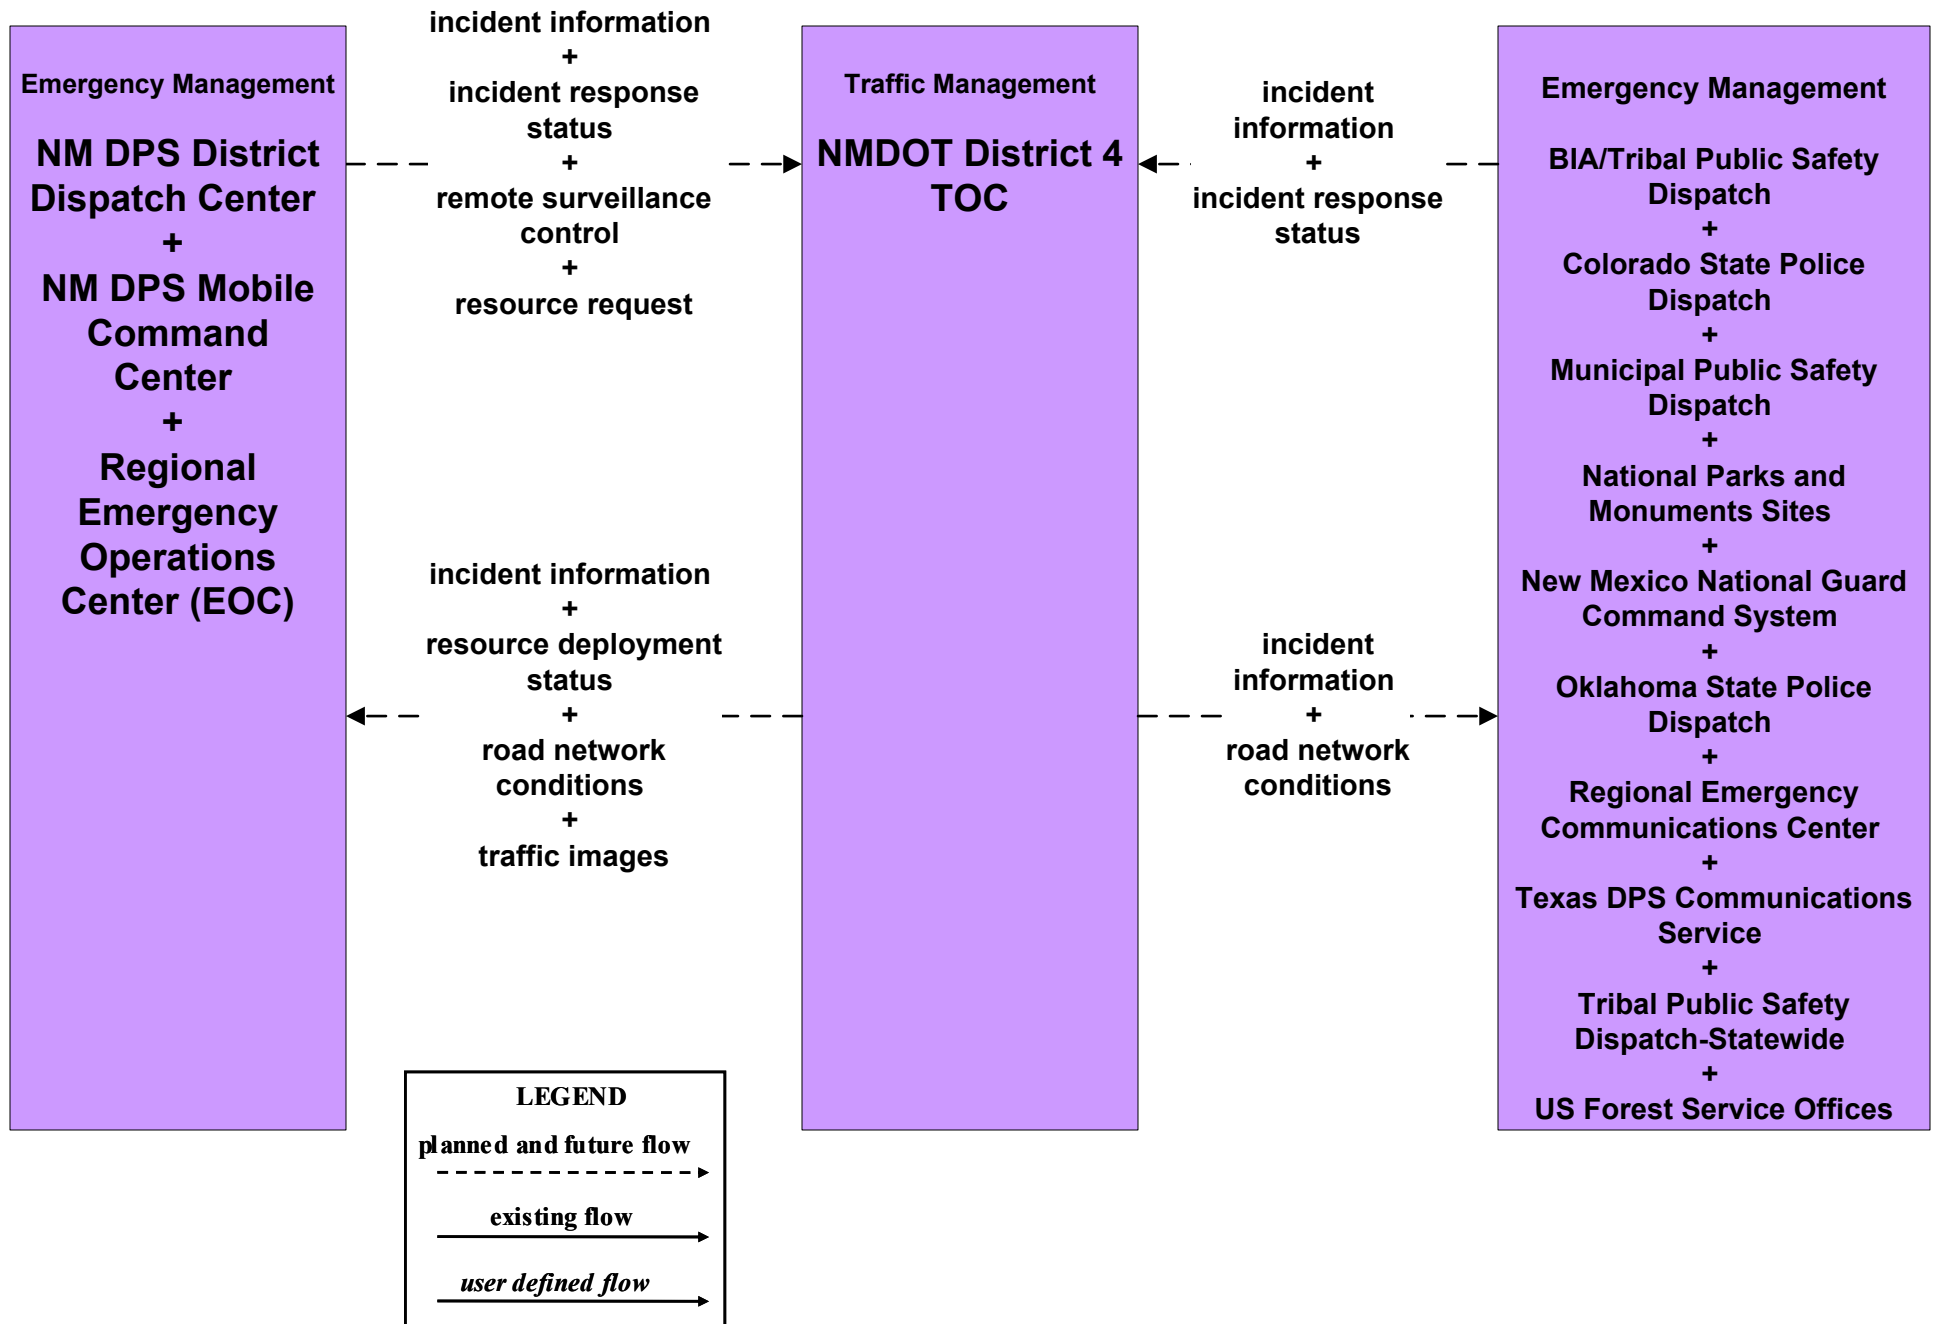 Emergency Management
NM DPS District
Dispatch Center
+
NM DPS Mobile
Command
Center
+
Regional
Emergency
Operations
Center (EOC)
incident information
+
incident response
status
+
remote surveillance
control
+
resource request
incident information
+
resource deployment
status
+
road network
conditions
+
traffic images
Traffic Management
NMDOT District 4
TOC
incident
information
+
incident response
status
incident
information
+
road network
conditions
Emergency Management
BIA/Tribal Public Safety
Dispatch
+
Colorado State Police
Dispatch
+
Municipal Public Safety
Dispatch
+
National Parks and
Monuments Sites
+
New Mexico National Guard
Command System
+
Oklahoma State Police
Dispatch
+
Regional Emergency
Communications Center
+
Texas DPS Communications
Service
+
Tribal Public Safety
Dispatch-Statewide
+
US Forest Service Offices
LEGEND
planned and future flow
existing flow
user defined flow